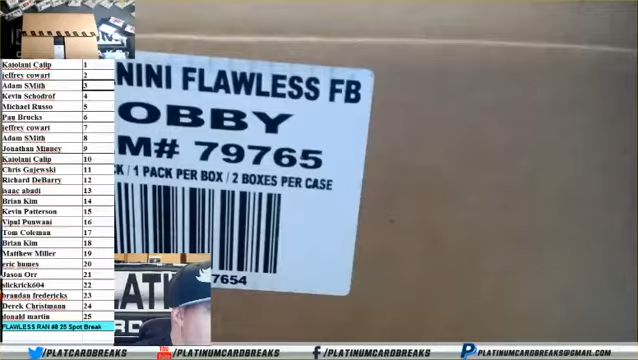 Kaiolani Calip 1
jeffrey cowart 2
Adam SMith 3
Kevin Schodrof 4
Michael Russo 5
Pau Brucks 6
jeffrey cowart 7
Adam SMith 8
Jonathan Minney 9
Kaiolani Calip 10
Chris Gajewski 11
Richard DeBarry 12
isaac abadi 13
Brian Kim 14
Kevin Patterson 15
Vipul Punwani 16
Tom Coleman 17
Brian Kim 18
Matthew Miller 19
eric humes 20
Jason Orr 21
slickrick604 22
brandan fredericks 23
Derek Christmann 24
donald martin 25
FLAWLESS RAN #8 25 Spot Break
NINI FLAWLESS FB
OBBY
M# 79765
CK / 1 PACK PER BOX / 2 BOXES PER CASE
7654
/PLATCARDBREAKS
/PLATINUMCARDBREAKS
/PLATINUMCARDBREAKS
PLATINUMCARDBREAKS@GMAIL.COM